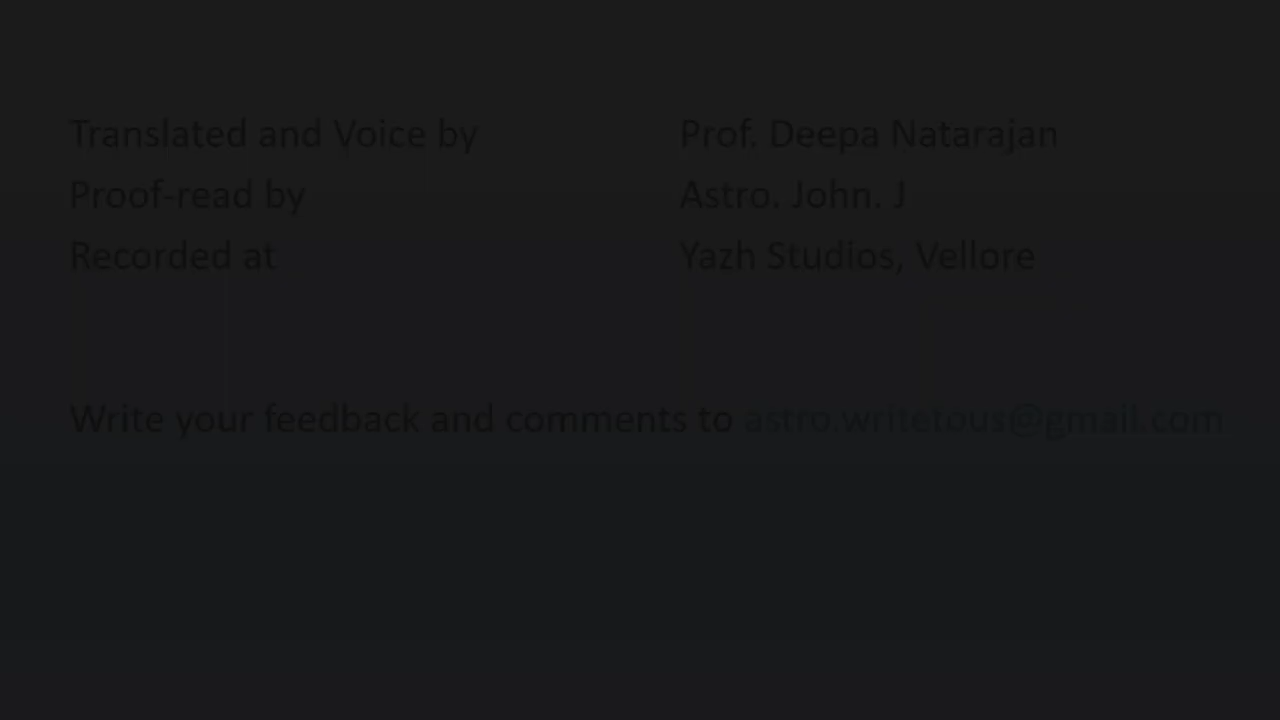 Translated and Voice by Prof. Deepa Natarajan
Proof-read by Astro. John. J
Recorded at Yazh Studios, Vellore
Write your feedback and comments to astro.writetous@gmail.com